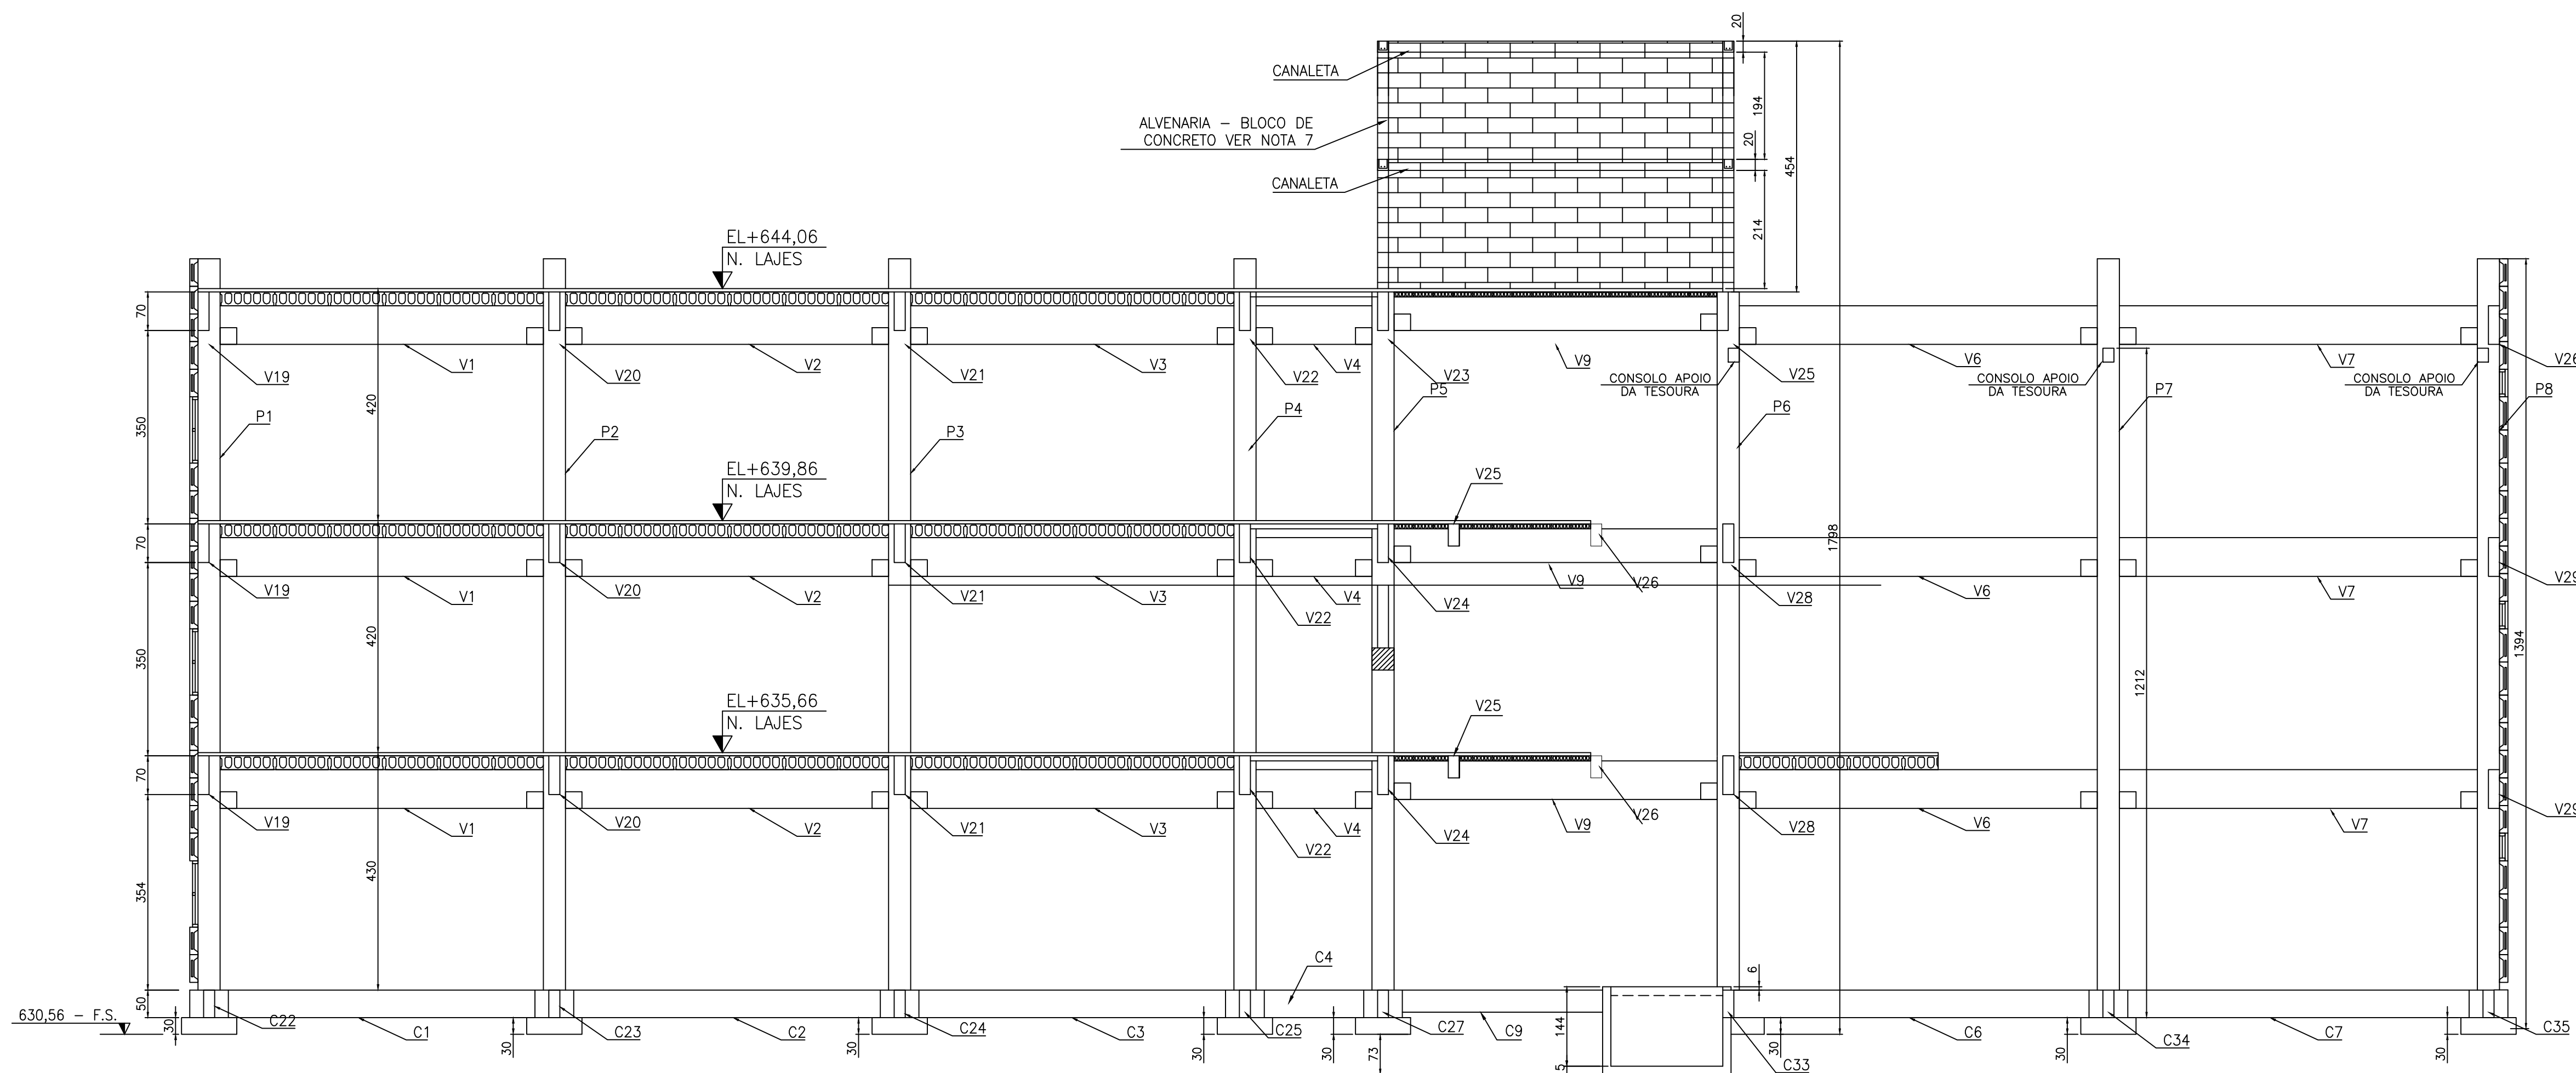 20
CANALETA
194
ALVENARIA – BLOCO DE
CONCRETO VER NOTA 7
20
454
CANALETA
214
EL+644,06
N. LAJES
70
V19
V1
V20
V2
V21
V3
V22
V4
V23
V9
CONSOLO APOIO
DA TESOURA
V25
V6
CONSOLO APOIO
DA TESOURA
V7
CONSOLO APOIO
DA TESOURA
V26
350
420
P1
P2
P3
P4
P5
P6
P7
P8
EL+639,86
N. LAJES
V25
1798
70
V19
V1
V20
V2
V21
V3
V22
V4
V24
V9
V26
V28
V6
V7
V29
350
420
1212
1394
EL+635,66
N. LAJES
V25
70
V19
V1
V20
V2
V21
V3
V22
V4
V24
V9
V26
V28
V6
V7
V29
354
430
C4
6
50
630,56 – F.S.
30
C22
C1
30
C23
C2
30
C24
C3
30
C25
30
C27
73
C9
144
5
C33
30
C6
30
C34
C7
30
C35